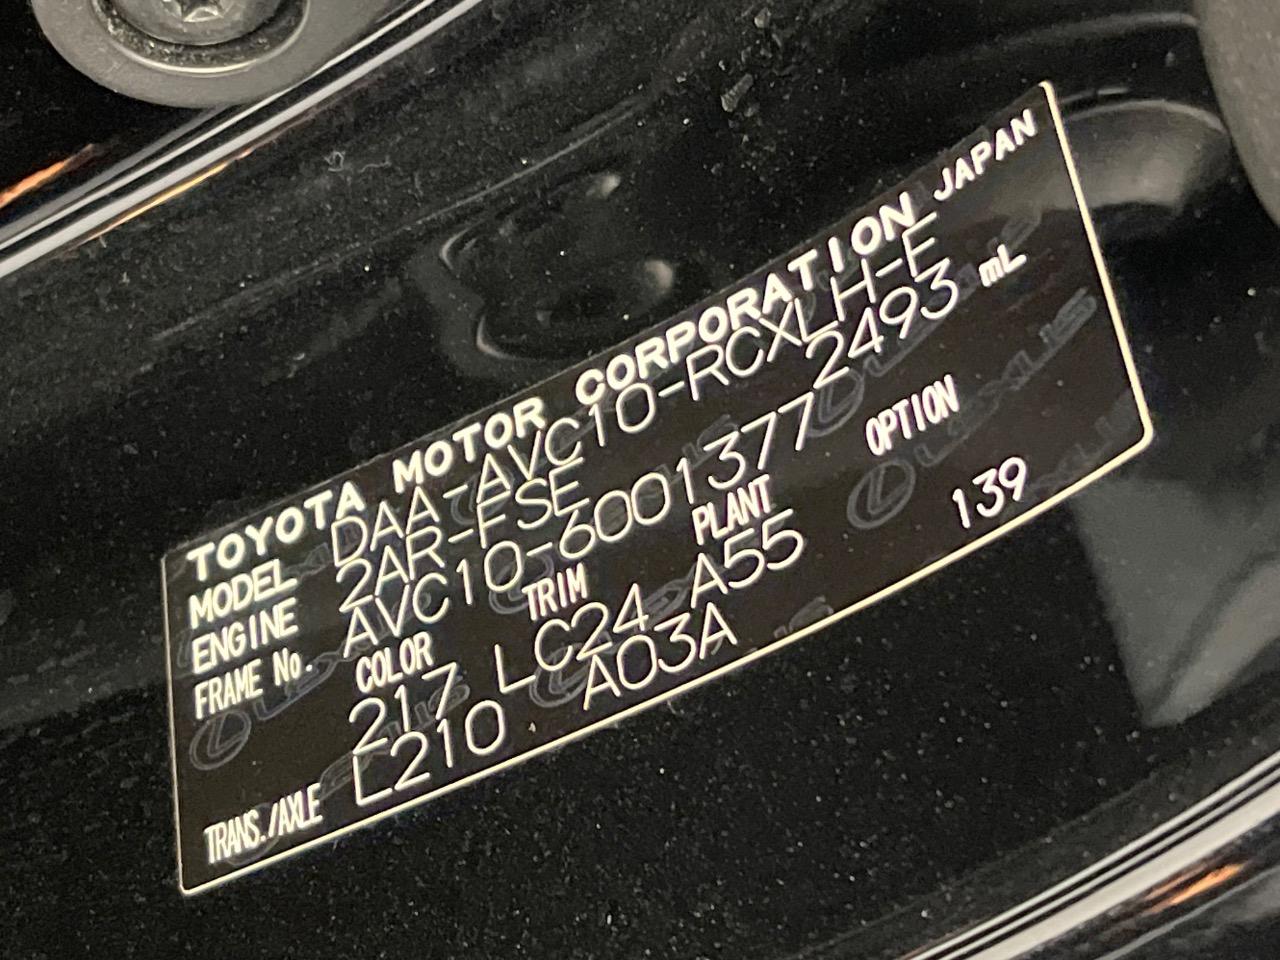 TOYOTA MOTOR CORPORATION JAPAN
MODEL DAA-AVC10-RCXLH-E
ENGINE 2AR-FSE 2493 mL
FRAME No. AVC10-6001377
COLOR TRIM PLANT OPTION
217 LC24 A55 139
TRANS./AXLE L210 A03A